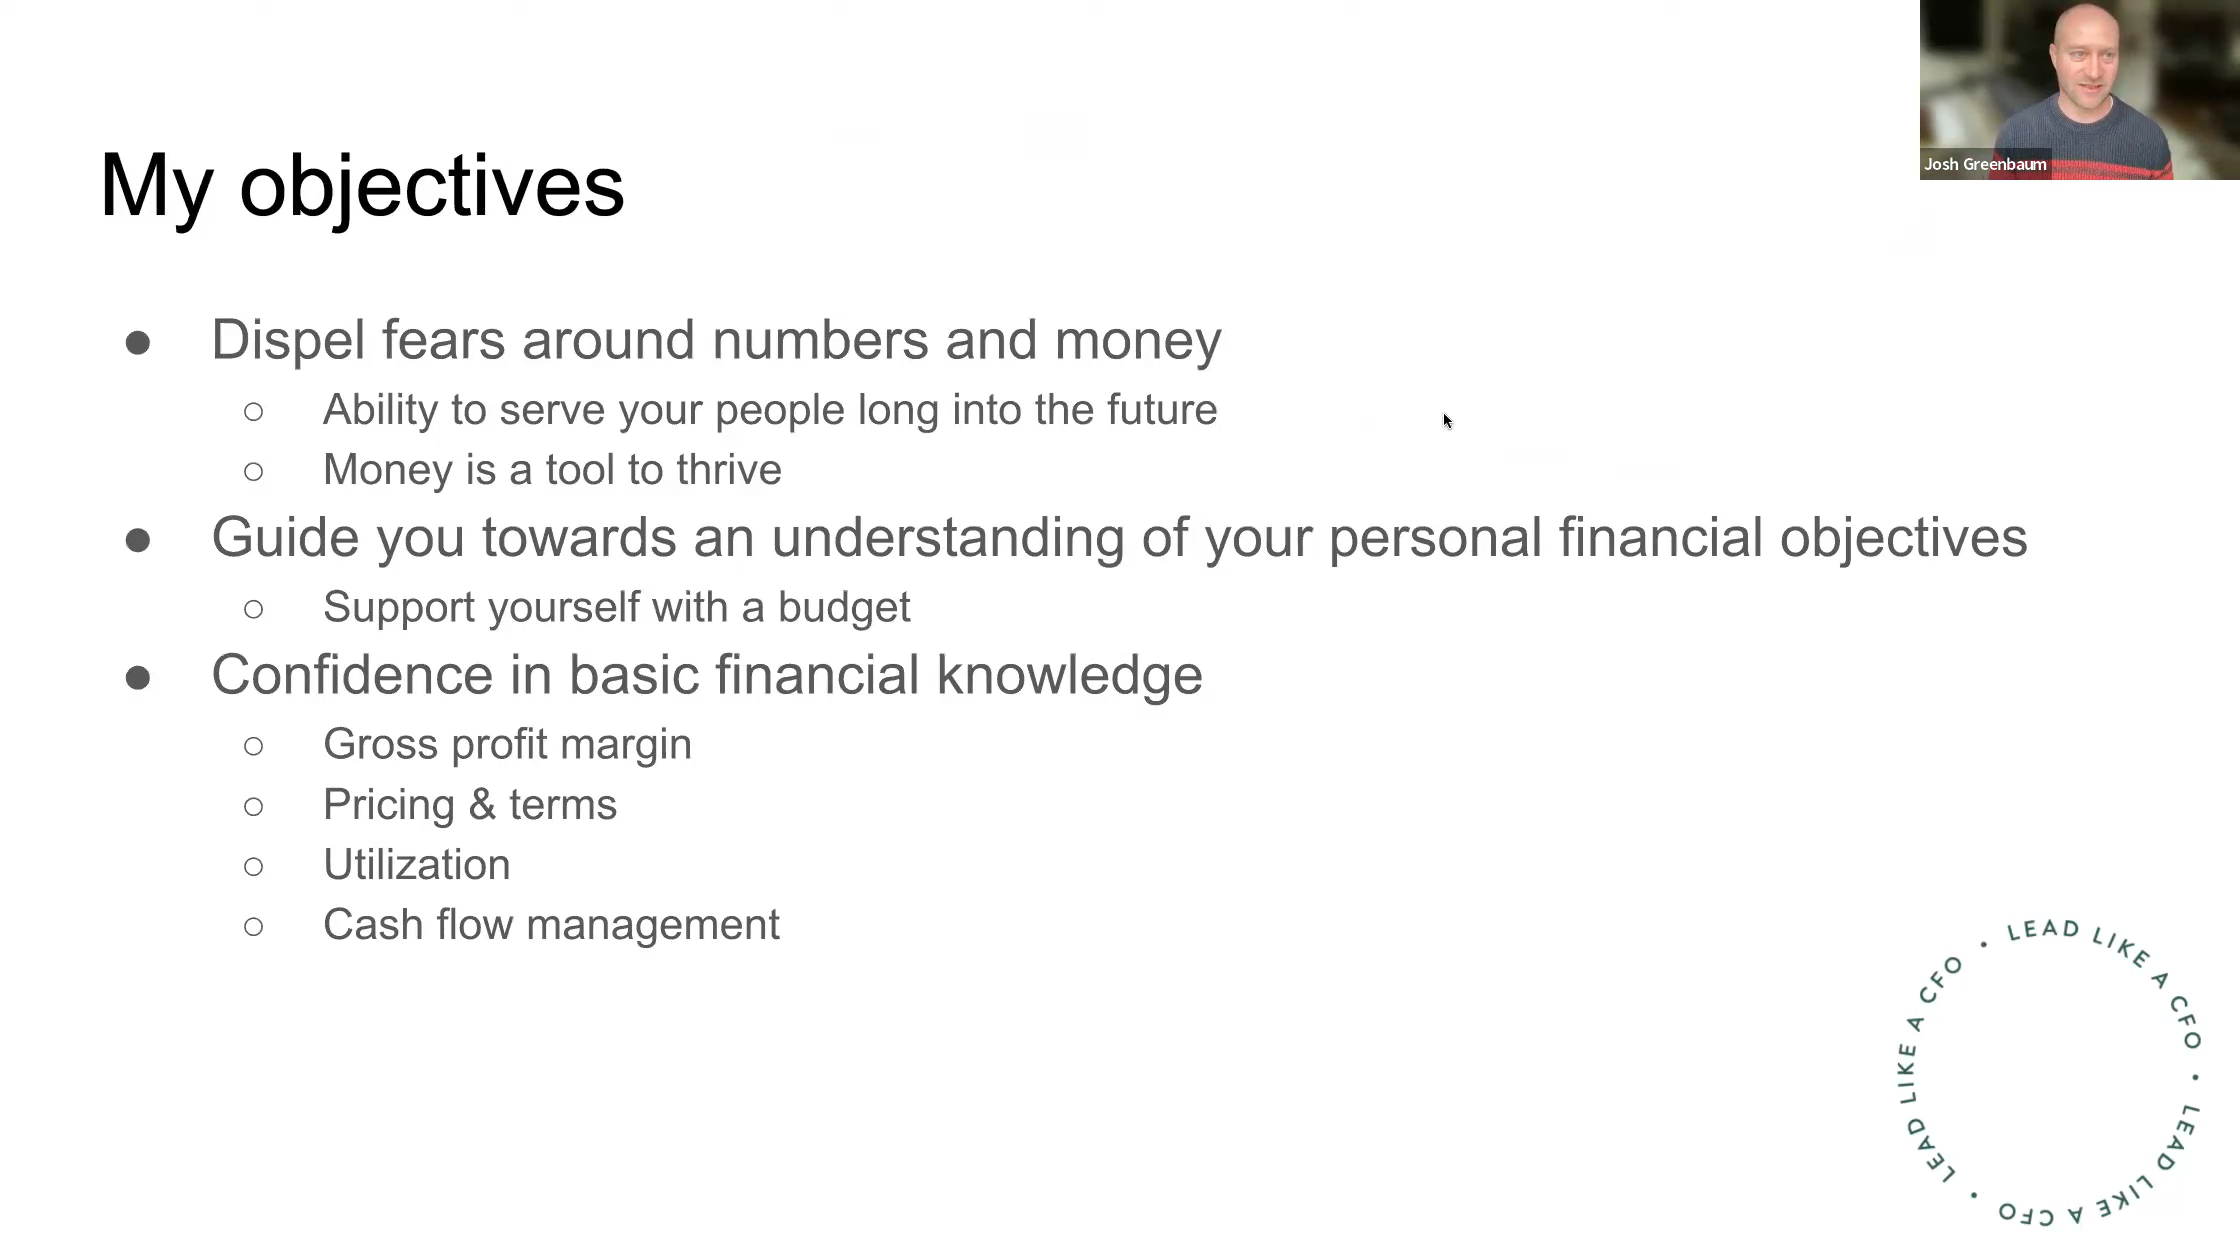 My objectives
Josh Greenbaum
● Dispel fears around numbers and money
○ Ability to serve your people long into the future
○ Money is a tool to thrive
● Guide you towards an understanding of your personal financial objectives
○ Support yourself with a budget
● Confidence in basic financial knowledge
○ Gross profit margin
○ Pricing & terms
○ Utilization
○ Cash flow management
LEAD LIKE A CFO • LEAD LIKE A CFO • LEAD LIKE A CFO •